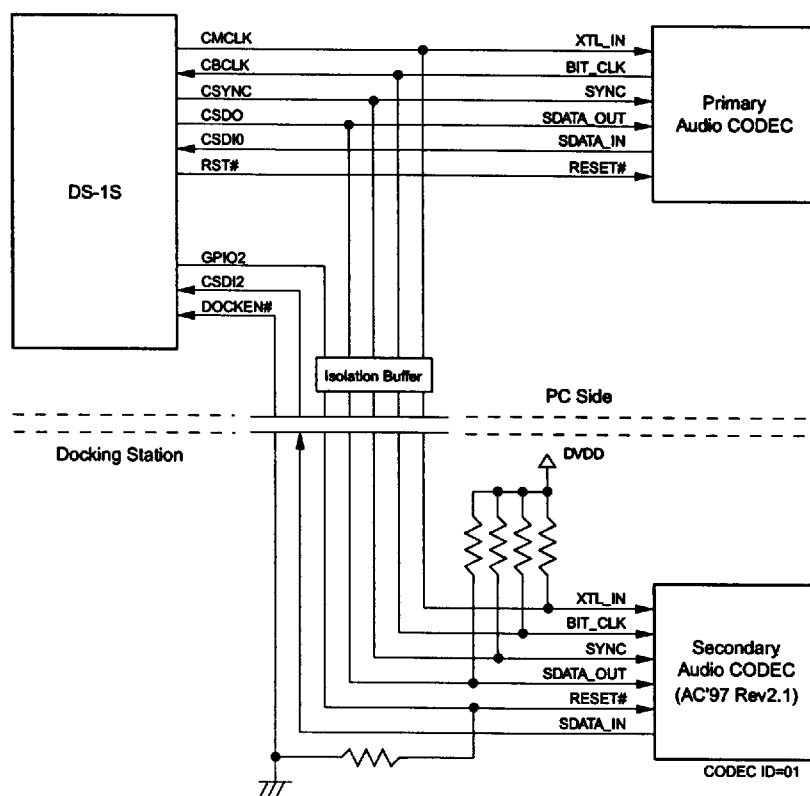 DS-1S
CMCLK
CBCLK
CSYNC
CSDO
CSDI0
RST#
GPIO2
CSDI2
DOCKEN#
XTL_IN
BIT_CLK
SYNC
SDATA_OUT
SDATA_IN
RESET#
Primary
Audio CODEC
Isolation Buffer
PC Side
Docking Station
DVDD
XTL_IN
BIT_CLK
SYNC
SDATA_OUT
RESET#
SDATA_IN
Secondary
Audio CODEC
(AC'97 Rev2.1)
CODEC ID=01